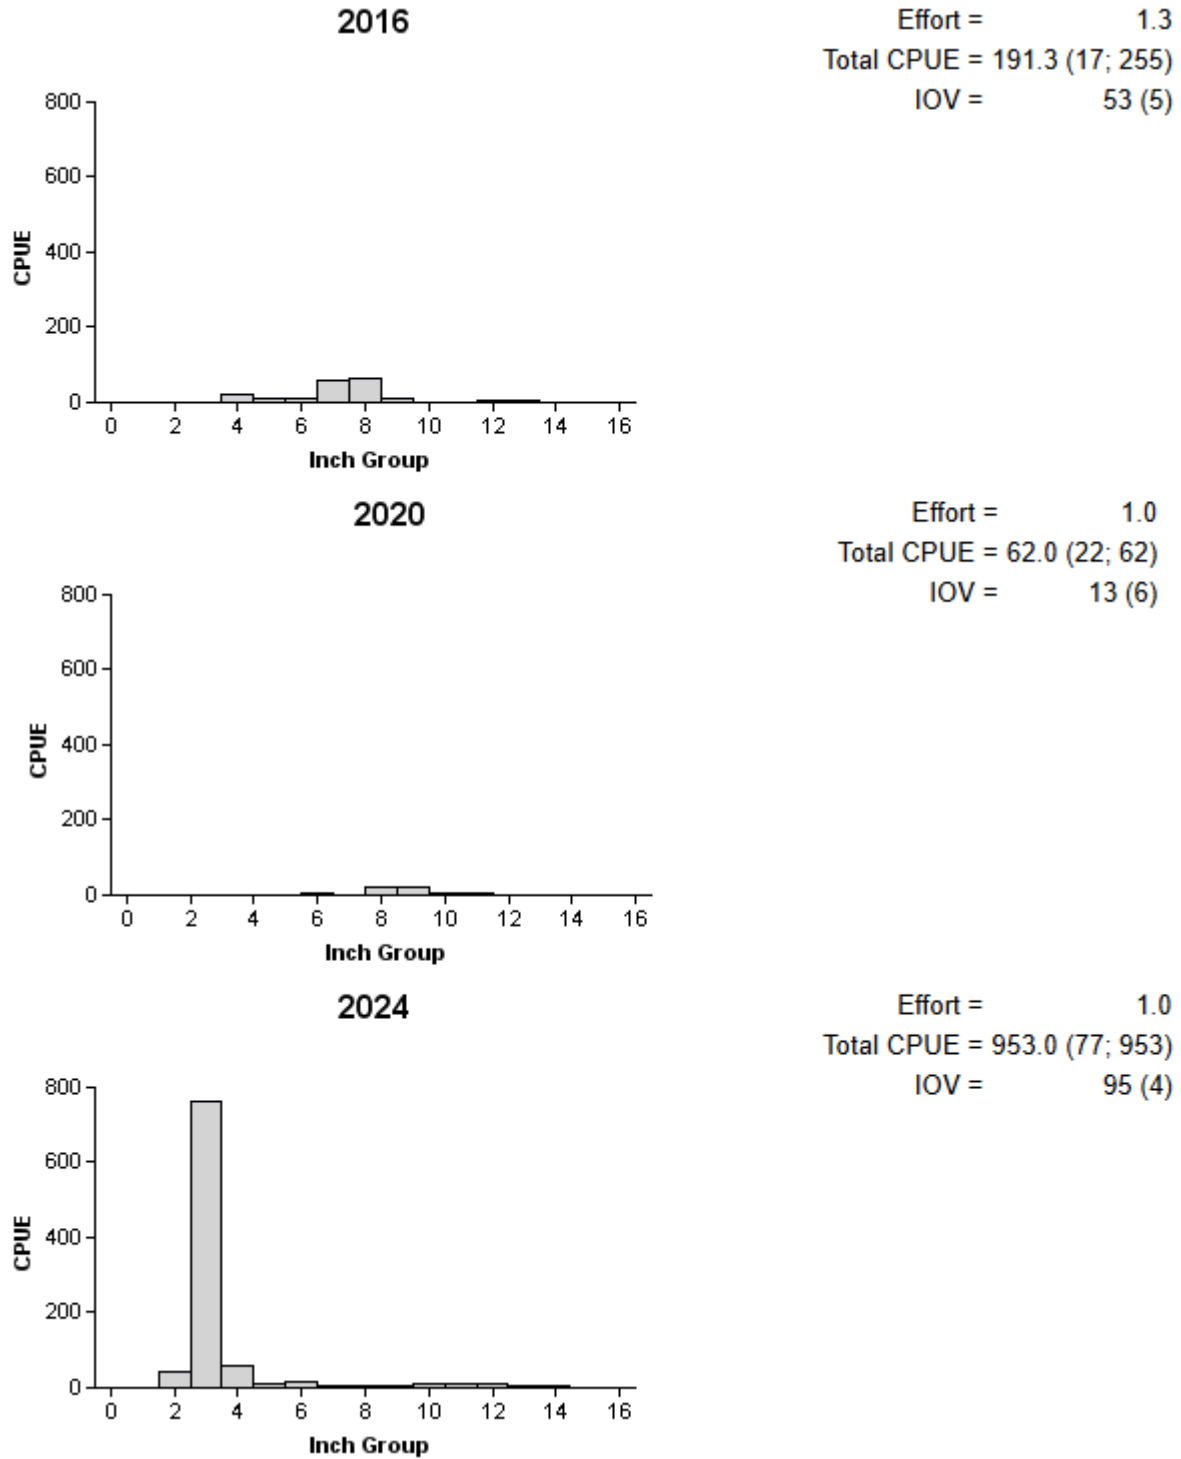 2016
Effort = 1.3
Total CPUE = 191.3 (17; 255)
IOV = 53 (5)
800
600
400
200
0
CPUE
0 2 4 6 8 10 12 14 16
Inch Group
2020
Effort = 1.0
Total CPUE = 62.0 (22; 62)
IOV = 13 (6)
800
600
400
200
0
CPUE
0 2 4 6 8 10 12 14 16
Inch Group
2024
Effort = 1.0
Total CPUE = 953.0 (77; 953)
IOV = 95 (4)
800
600
400
200
0
CPUE
0 2 4 6 8 10 12 14 16
Inch Group